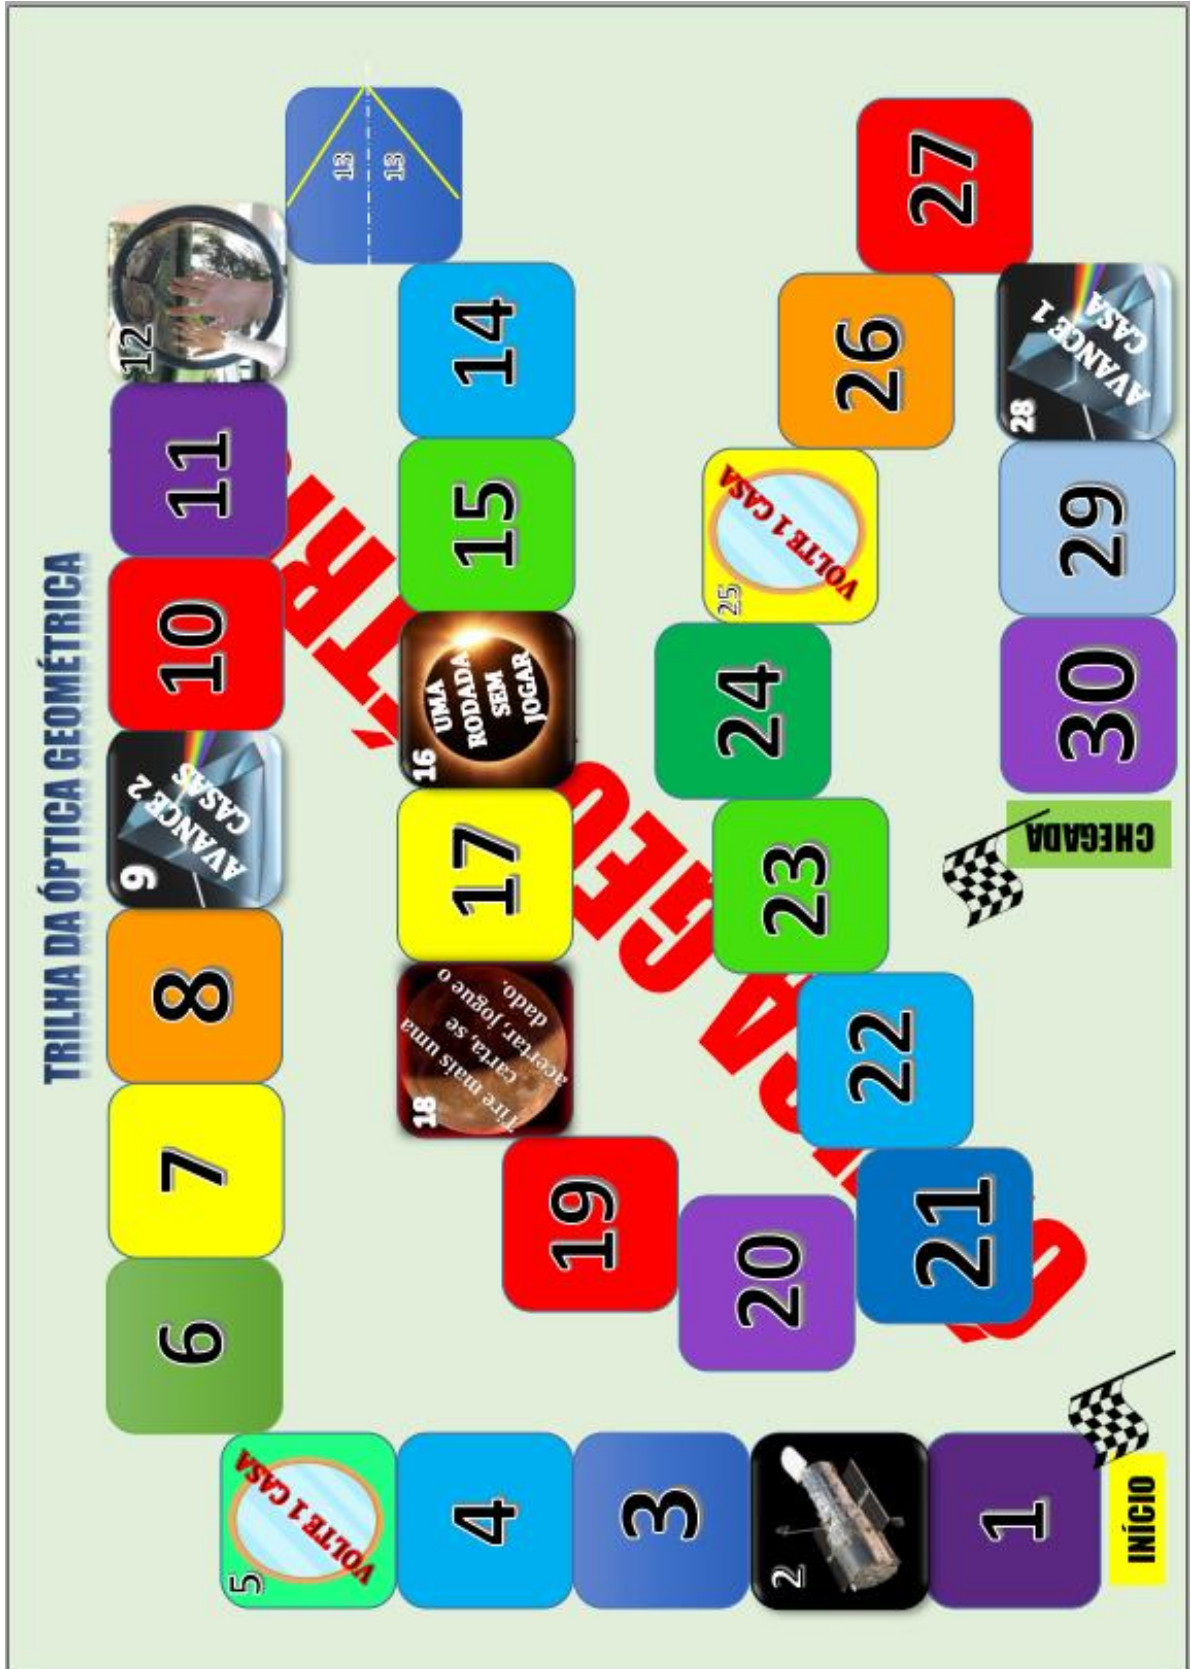 TRILHA DA ÓPTICA GEOMÉTRICA
INÍCIO
1
2
3
4
5
VOLTE 1 CASA
6
7
8
9
AVANCE 2
CASAS
10
11
12
13
13
14
15
16
UMA
RODADA
SEM
JOGAR
17
18
Tire mais uma
carta, se
acertar, jogue o
dado.
19
20
21
22
23
24
25
VOLTE 1 CASA
26
27
28
AVANCE 1
CASA
29
30
CHEGADA